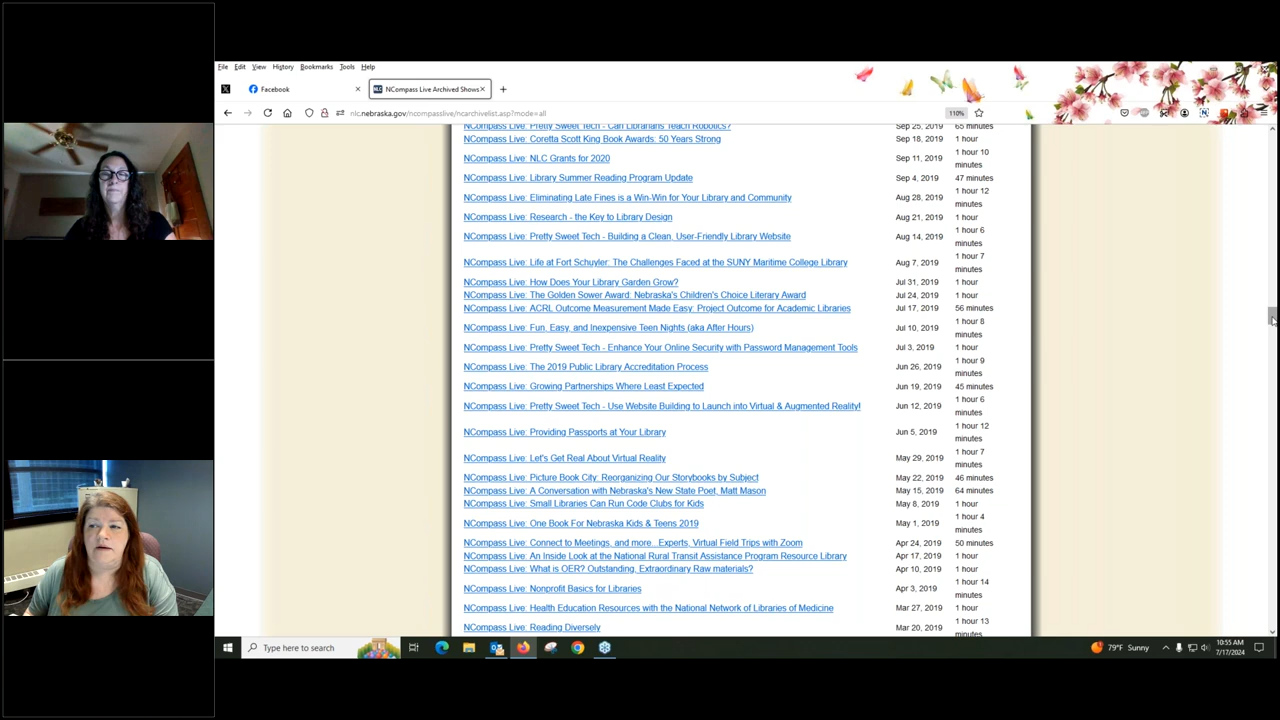 File Edit View History Bookmarks Tools Help
Facebook
NCompass Live Archived Shows
nlc.nebraska.gov/ncompasslive/ncarchivelist.asp?mode=all
110%
NCompass Live: Pretty Sweet Tech - Can Librarians Teach Robotics? Sep 25, 2019 65 minutes
NCompass Live: Coretta Scott King Book Awards: 50 Years Strong Sep 18, 2019 1 hour
NCompass Live: NLC Grants for 2020 Sep 11, 2019 1 hour 10 minutes
NCompass Live: Library Summer Reading Program Update Sep 4, 2019 47 minutes
NCompass Live: Eliminating Late Fines is a Win-Win for Your Library and Community Aug 28, 2019 1 hour 12 minutes
NCompass Live: Research - the Key to Library Design Aug 21, 2019 1 hour
NCompass Live: Pretty Sweet Tech - Building a Clean, User-Friendly Library Website Aug 14, 2019 1 hour 6 minutes
NCompass Live: Life at Fort Schuyler: The Challenges Faced at the SUNY Maritime College Library Aug 7, 2019 1 hour 7 minutes
NCompass Live: How Does Your Library Garden Grow? Jul 31, 2019 1 hour
NCompass Live: The Golden Sower Award: Nebraska's Children's Choice Literary Award Jul 24, 2019 1 hour
NCompass Live: ACRL Outcome Measurement Made Easy: Project Outcome for Academic Libraries Jul 17, 2019 56 minutes
NCompass Live: Fun, Easy, and Inexpensive Teen Nights (aka After Hours) Jul 10, 2019 1 hour 8 minutes
NCompass Live: Pretty Sweet Tech - Enhance Your Online Security with Password Management Tools Jul 3, 2019 1 hour
NCompass Live: The 2019 Public Library Accreditation Process Jun 26, 2019 1 hour 9 minutes
NCompass Live: Growing Partnerships Where Least Expected Jun 19, 2019 45 minutes
NCompass Live: Pretty Sweet Tech - Use Website Building to Launch into Virtual & Augmented Reality! Jun 12, 2019 1 hour 6 minutes
NCompass Live: Providing Passports at Your Library Jun 5, 2019 1 hour 12 minutes
NCompass Live: Let's Get Real About Virtual Reality May 29, 2019 1 hour 7 minutes
NCompass Live: Picture Book City: Reorganizing Our Storybooks by Subject May 22, 2019 46 minutes
NCompass Live: A Conversation with Nebraska's New State Poet, Matt Mason May 15, 2019 64 minutes
NCompass Live: Small Libraries Can Run Code Clubs for Kids May 8, 2019 1 hour
NCompass Live: One Book For Nebraska Kids & Teens 2019 May 1, 2019 1 hour 4 minutes
NCompass Live: Connect to Meetings, and more...Experts, Virtual Field Trips with Zoom Apr 24, 2019 50 minutes
NCompass Live: An Inside Look at the National Rural Transit Assistance Program Resource Library Apr 17, 2019 1 hour
NCompass Live: What is OER? Outstanding, Extraordinary Raw materials? Apr 10, 2019 1 hour
NCompass Live: Nonprofit Basics for Libraries Apr 3, 2019 1 hour 14 minutes
NCompass Live: Health Education Resources with the National Network of Libraries of Medicine Mar 27, 2019 1 hour
NCompass Live: Reading Diversely Mar 20, 2019 1 hour 13 minutes
Type here to search
79°F Sunny
10:55 AM
7/17/2024